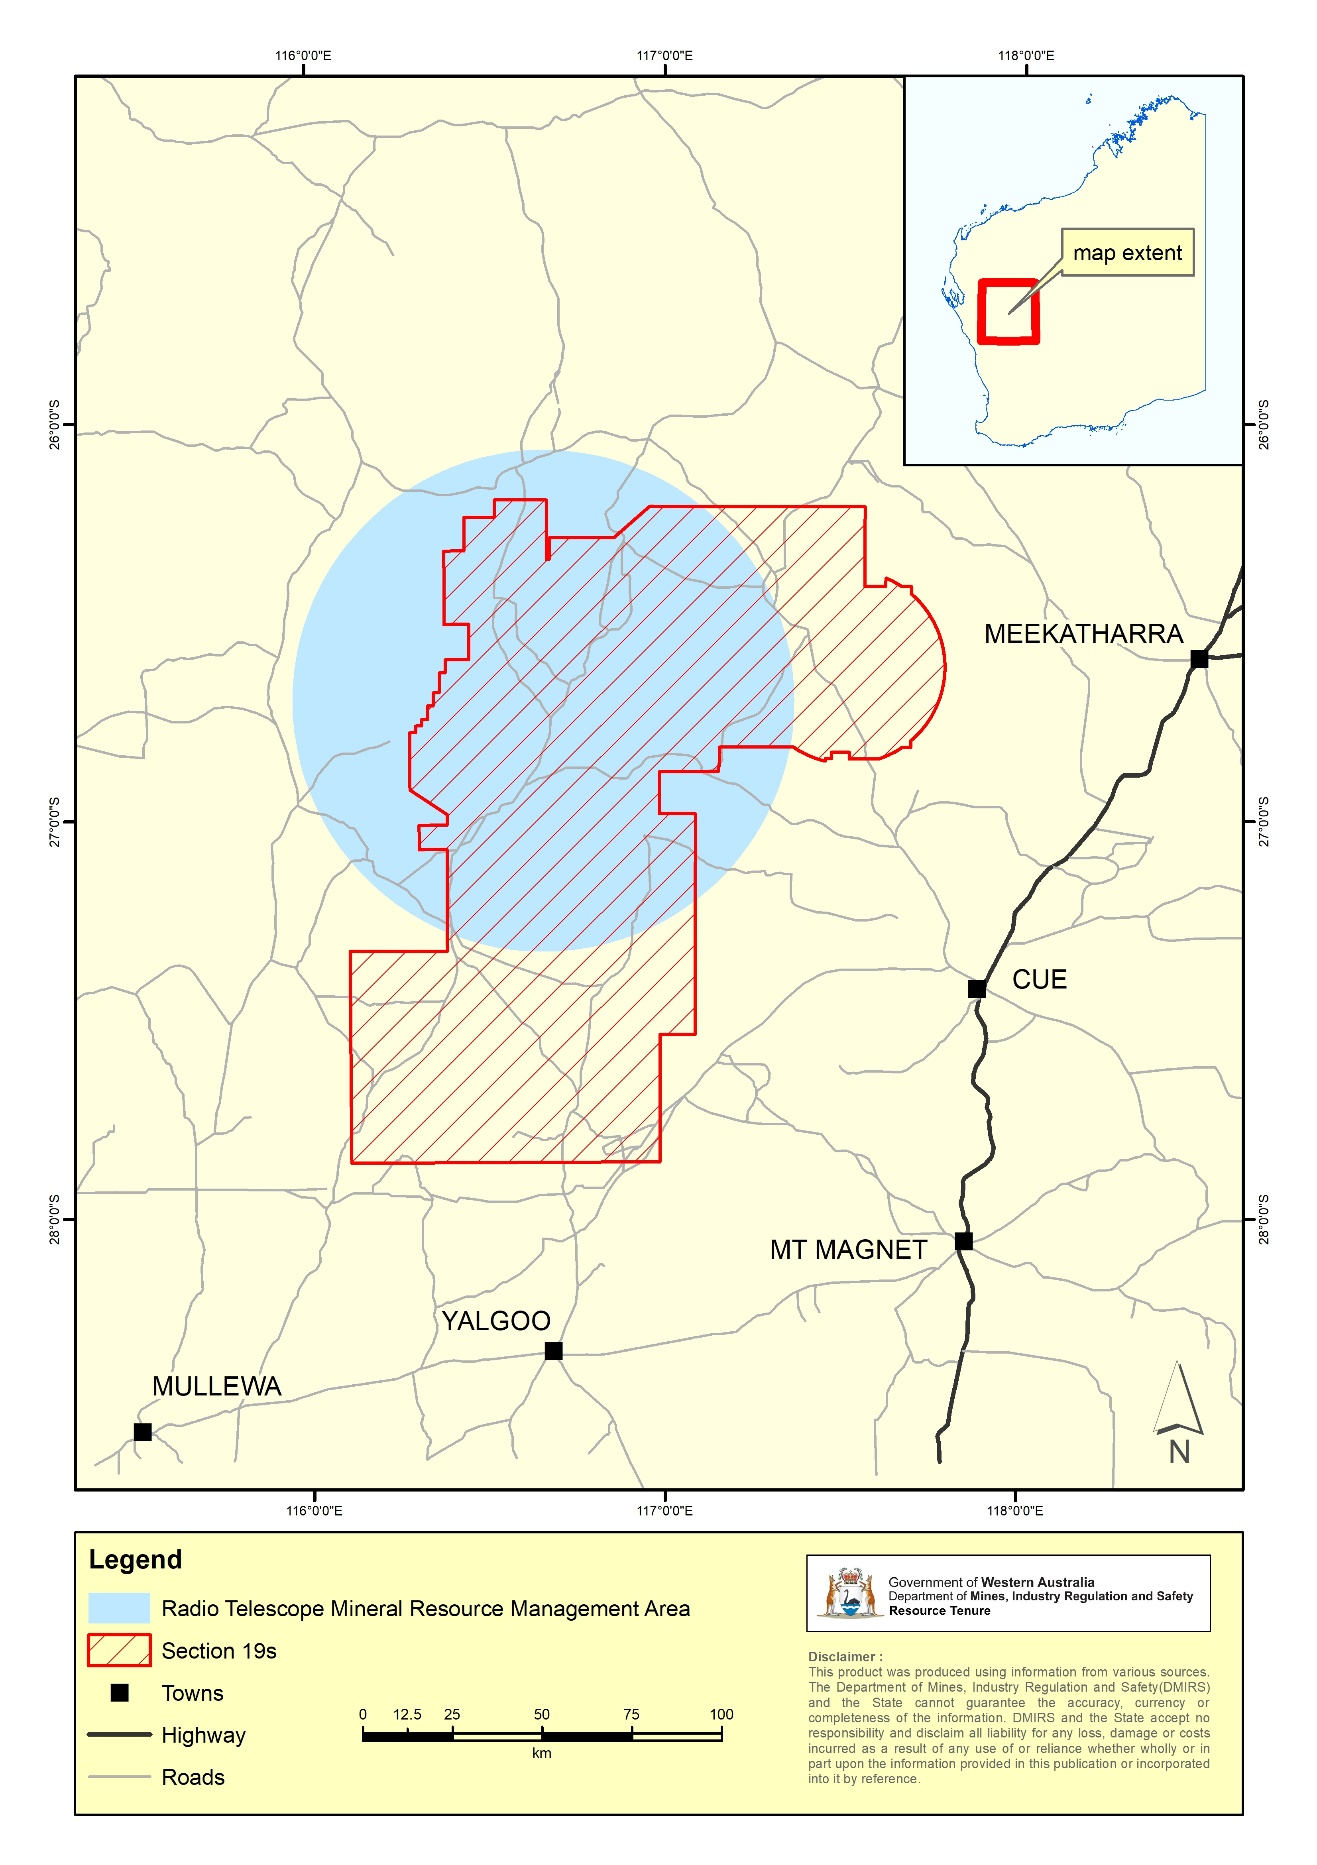 116°0'0"E
117°0'0"E
118°0'0"E
map extent
26°0'0"S
26°0'0"S
MEEKATHARRA
27°0'0"S
27°0'0"S
CUE
28°0'0"S
28°0'0"S
MT MAGNET
YALGOO
MULLEWA
N
116°0'0"E
117°0'0"E
118°0'0"E
Legend
Radio Telescope Mineral Resource Management Area
Section 19s
Towns
Highway
Roads
0 12.5 25 50 75 100
km
Government of Western Australia
Department of Mines, Industry Regulation and Safety
Resource Tenure
Disclaimer :
This product was produced using information from various sources.
The Department of Mines, Industry Regulation and Safety(DMIRS)
and the State cannot guarantee the accuracy, currency or
completeness of the information. DMIRS and the State accept no
responsibility and disclaim all liability for any loss, damage or costs
incurred as a result of any use of or reliance whether wholly or in
part upon the information provided in this publication or incorporated
into it by reference.